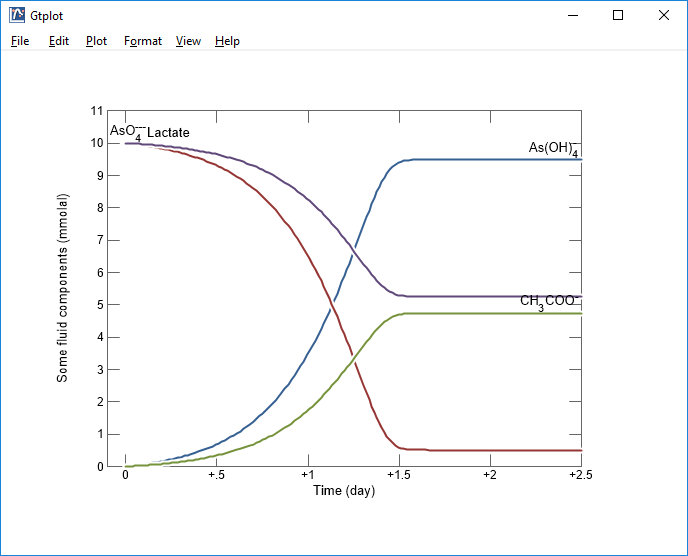 Gtplot
File Edit Plot Format View Help
11
AsO4--- Lactate
10
As(OH)4-
9
8
7
6
CH3COO-
5
4
3
2
1
0
0 +.5 +1 +1.5 +2 +2.5
Time (day)
Some fluid components (mmolal)